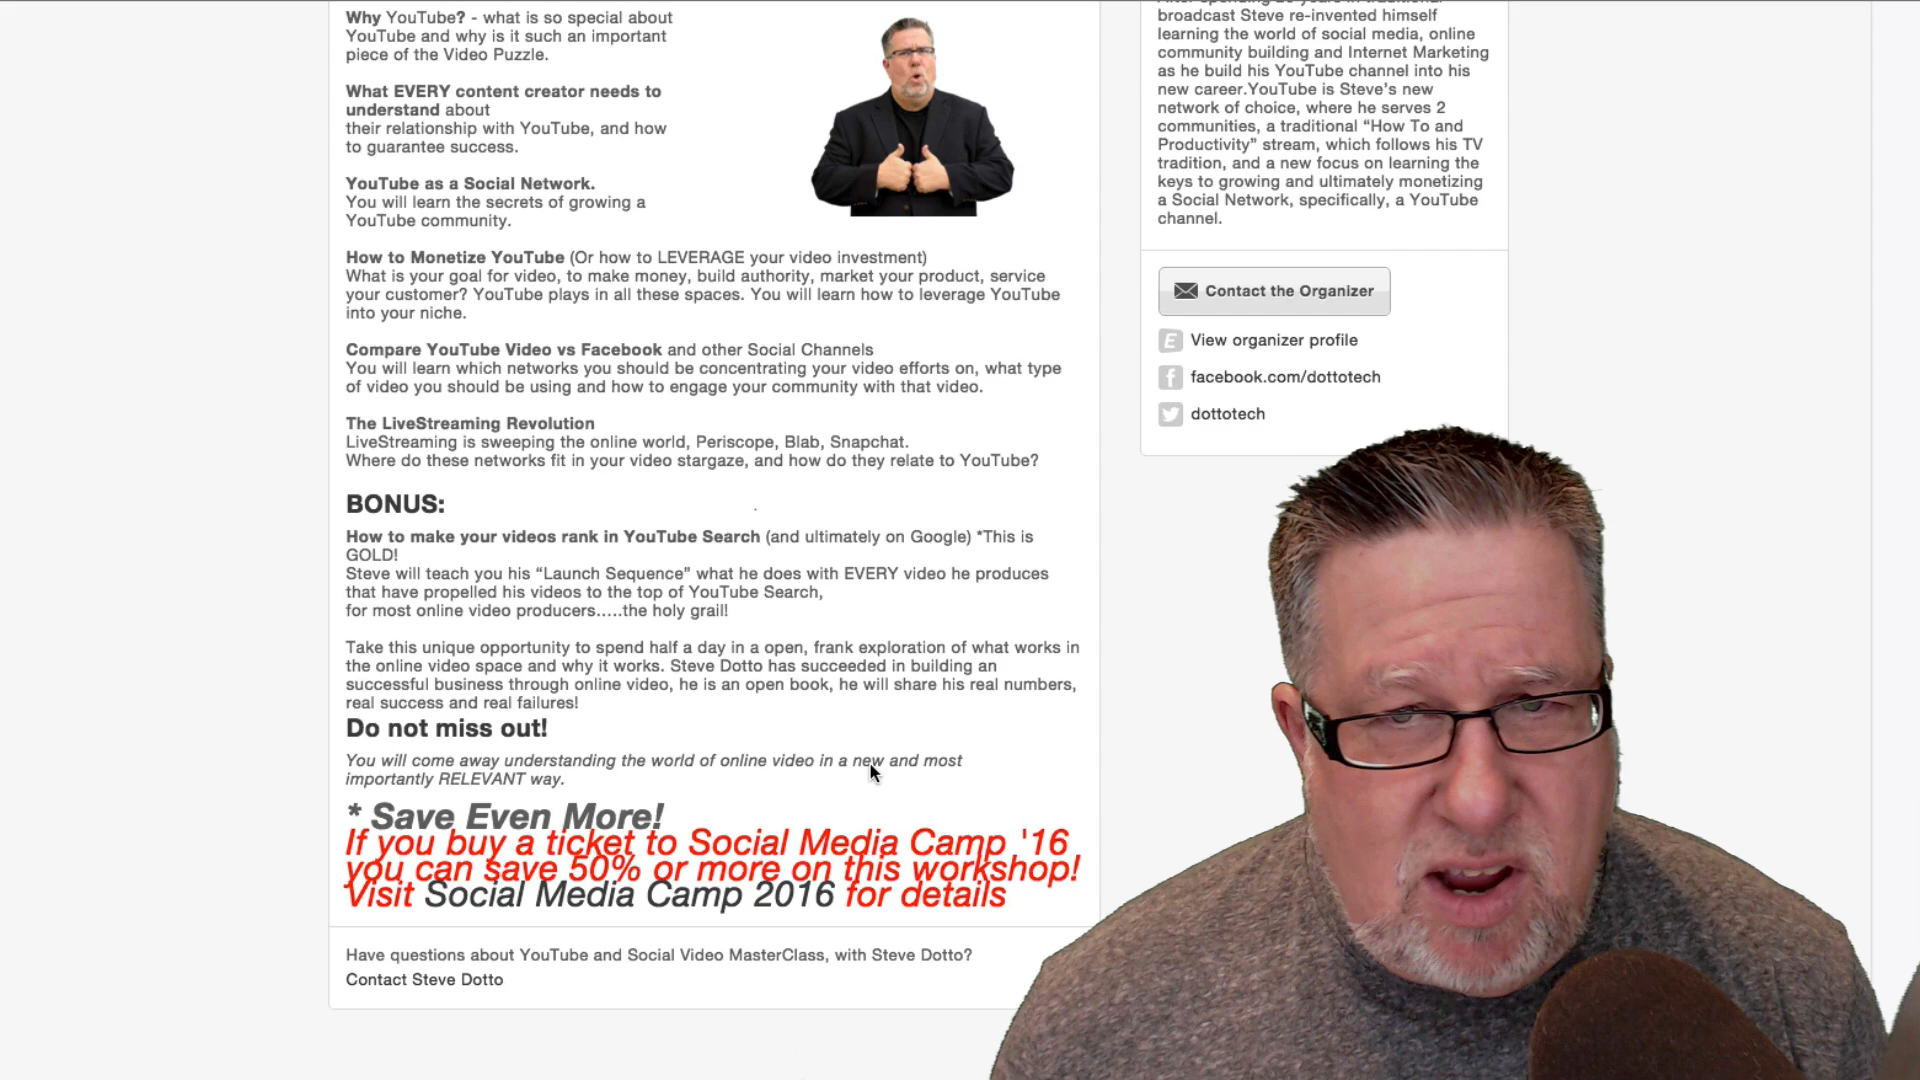 Why YouTube? - what is so special about
YouTube and why is it such an important
piece of the Video Puzzle.
What EVERY content creator needs to
understand about
their relationship with YouTube, and how
to guarantee success.
YouTube as a Social Network.
You will learn the secrets of growing a
YouTube community.
How to Monetize YouTube (Or how to LEVERAGE your video investment)
What is your goal for video, to make money, build authority, market your product, service
your customer? YouTube plays in all these spaces. You will learn how to leverage YouTube
into your niche.
Compare YouTube Video vs Facebook and other Social Channels
You will learn which networks you should be concentrating your video efforts on, what type
of video you should be using and how to engage your community with that video.
The LiveStreaming Revolution
LiveStreaming is sweeping the online world, Periscope, Blab, Snapchat.
Where do these networks fit in your video stargaze, and how do they relate to YouTube?
BONUS:
How to make your videos rank in YouTube Search (and ultimately on Google) *This is
GOLD!
Steve will teach you his “Launch Sequence” what he does with EVERY video he produces
that have propelled his videos to the top of YouTube Search,
for most online video producers.....the holy grail!
Take this unique opportunity to spend half a day in a open, frank exploration of what works in
the online video space and why it works. Steve Dotto has succeeded in building an
successful business through online video, he is an open book, he will share his real numbers,
real success and real failures!
Do not miss out!
You will come away understanding the world of online video in a new and most
importantly RELEVANT way.
* Save Even More!
If you buy a ticket to Social Media Camp '16
you can save 50% or more on this workshop!
Visit Social Media Camp 2016 for details
Have questions about YouTube and Social Video MasterClass, with Steve Dotto?
Contact Steve Dotto
broadcast Steve re-invented himself
learning the world of social media, online
community building and Internet Marketing
as he build his YouTube channel into his
new career.YouTube is Steve's new
network of choice, where he serves 2
communities, a traditional “How To and
Productivity” stream, which follows his TV
tradition, and a new focus on learning the
keys to growing and ultimately monetizing
a Social Network, specifically, a YouTube
channel.
Contact the Organizer
View organizer profile
facebook.com/dottotech
dottotech